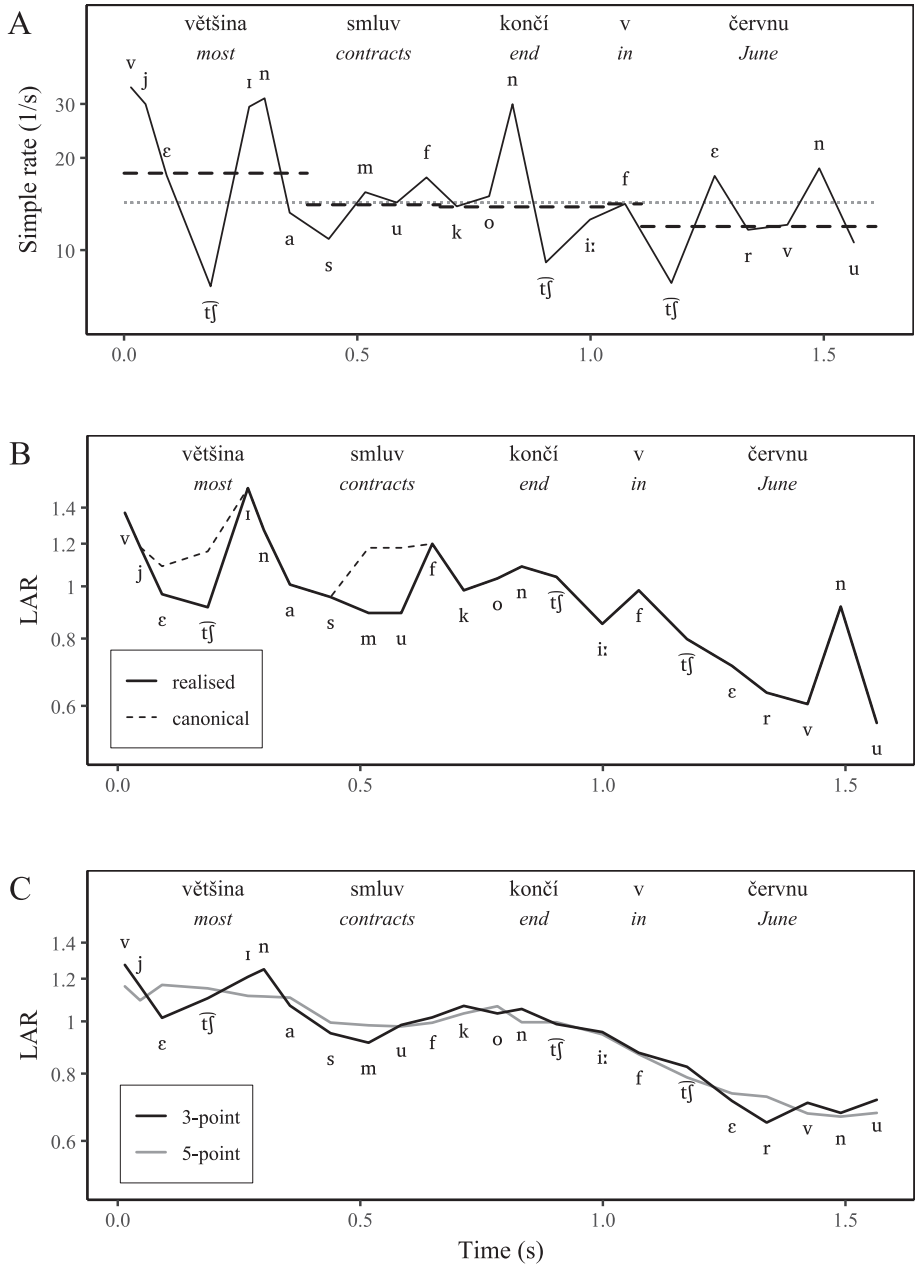 A
většina smluv končí v červnu
most contracts end in June
v j ɛ t͡ʃ ɪ n a s m u f k o n t͡ʃ iː f t͡ʃ ɛ r v n u
Simple rate (1/s)
30
20
10
0.0 0.5 1.0 1.5
B
většina smluv končí v červnu
most contracts end in June
v j ɛ t͡ʃ ɪ n a s m u f k o n t͡ʃ iː f t͡ʃ ɛ r v n u
LAR
1.4
1.2
1
0.8
0.6
realised
canonical
0.0 0.5 1.0 1.5
C
většina smluv končí v červnu
most contracts end in June
v j ɛ t͡ʃ ɪ n a s m u f k o n t͡ʃ iː f t͡ʃ ɛ r v n u
LAR
1.4
1.2
1
0.8
0.6
3-point
5-point
0.0 0.5 1.0 1.5
Time (s)